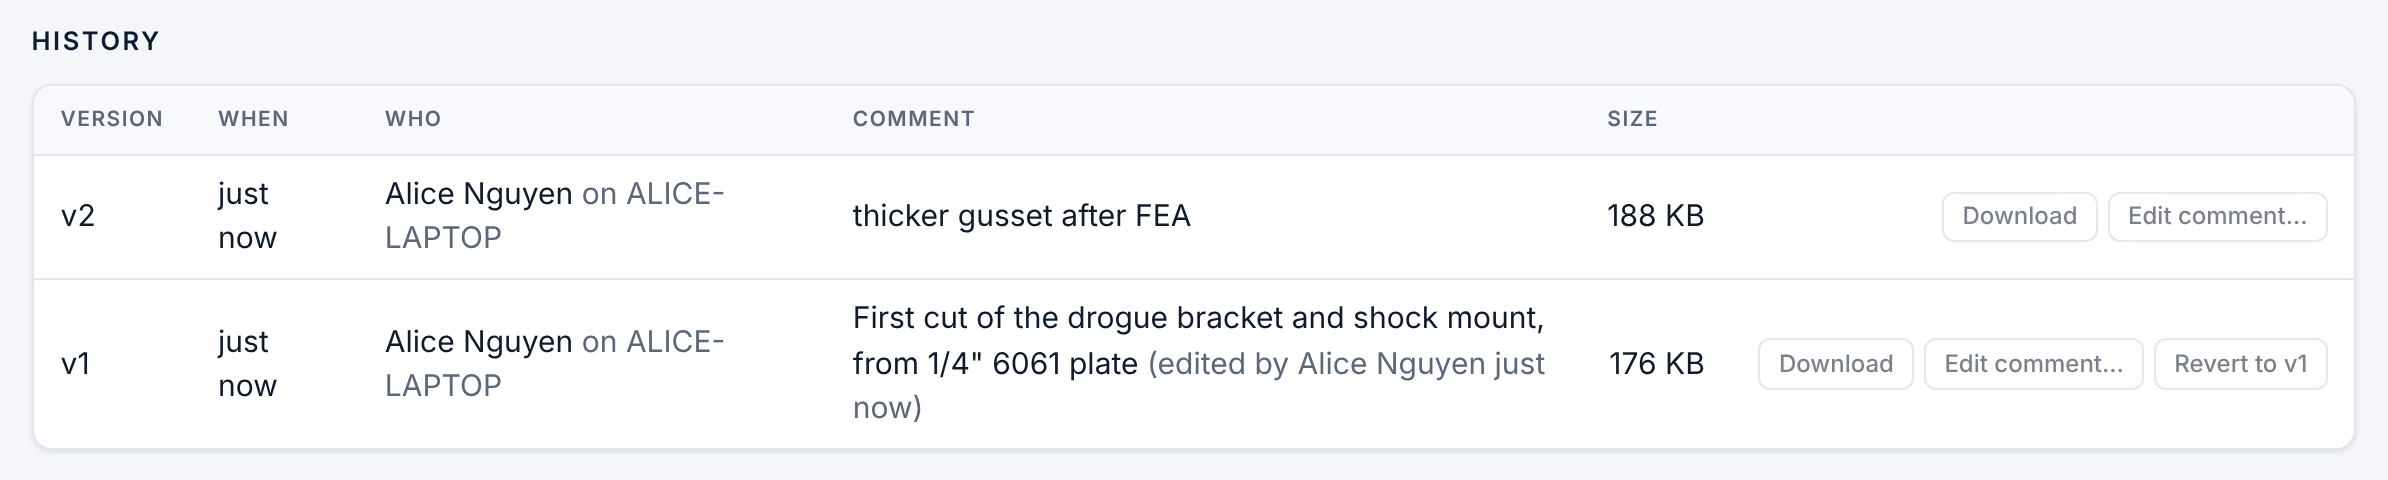 HISTORY
VERSION WHEN WHO COMMENT SIZE
v2 just now Alice Nguyen on ALICE-LAPTOP thicker gusset after FEA 188 KB Download Edit comment...
v1 just now Alice Nguyen on ALICE-LAPTOP First cut of the drogue bracket and shock mount, from 1/4" 6061 plate (edited by Alice Nguyen just now) 176 KB Download Edit comment... Revert to v1